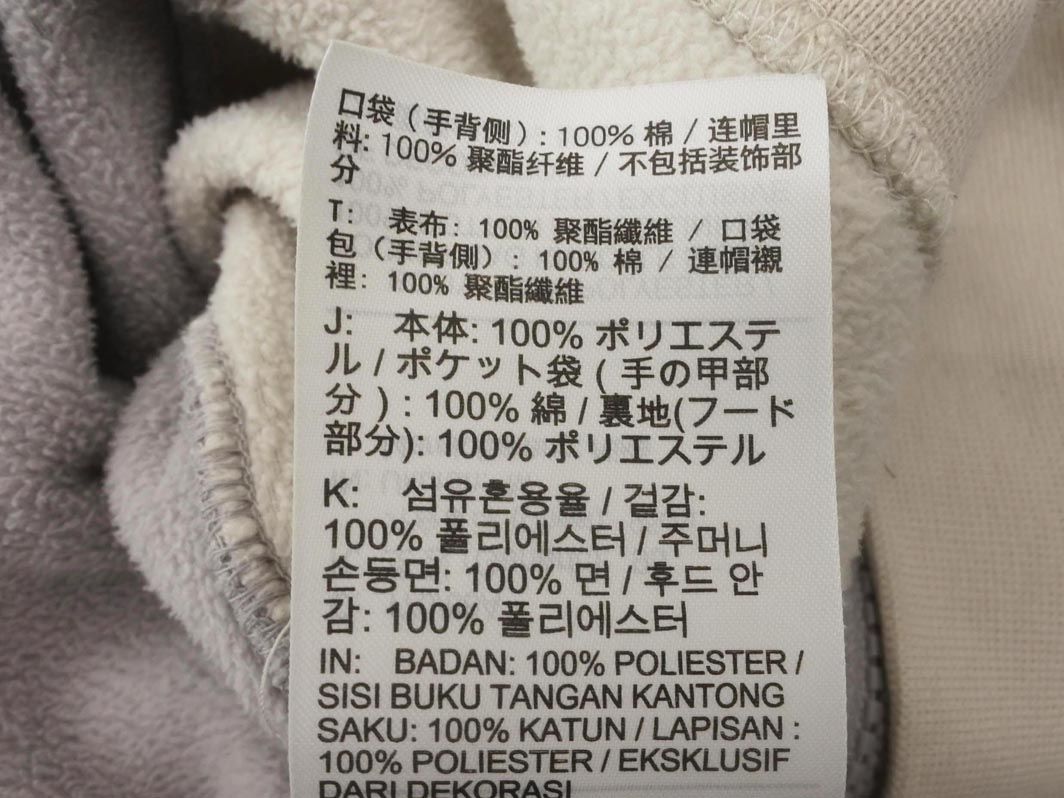 口袋（手背侧）: 100% 棉 / 连帽里
料: 100% 聚酯纤维 / 不包括装饰部
分
T: 表布: 100% 聚酯纖維 / 口袋
包（手背側）: 100% 棉 / 連帽襯
裡: 100% 聚酯纖維
J: 本体: 100% ポリエステ
ル / ポケット袋 ( 手の甲部
分 ) : 100% 綿 / 裏地(フード
部分): 100% ポリエステル
K: 섬유혼용율 / 겉감:
100% 폴리에스터 / 주머니
손등면: 100% 면 / 후드 안
감: 100% 폴리에스터
IN: BADAN: 100% POLIESTER /
SISI BUKU TANGAN KANTONG
SAKU: 100% KATUN / LAPISAN :
100% POLIESTER / EKSKLUSIF
DARI DEKORASI